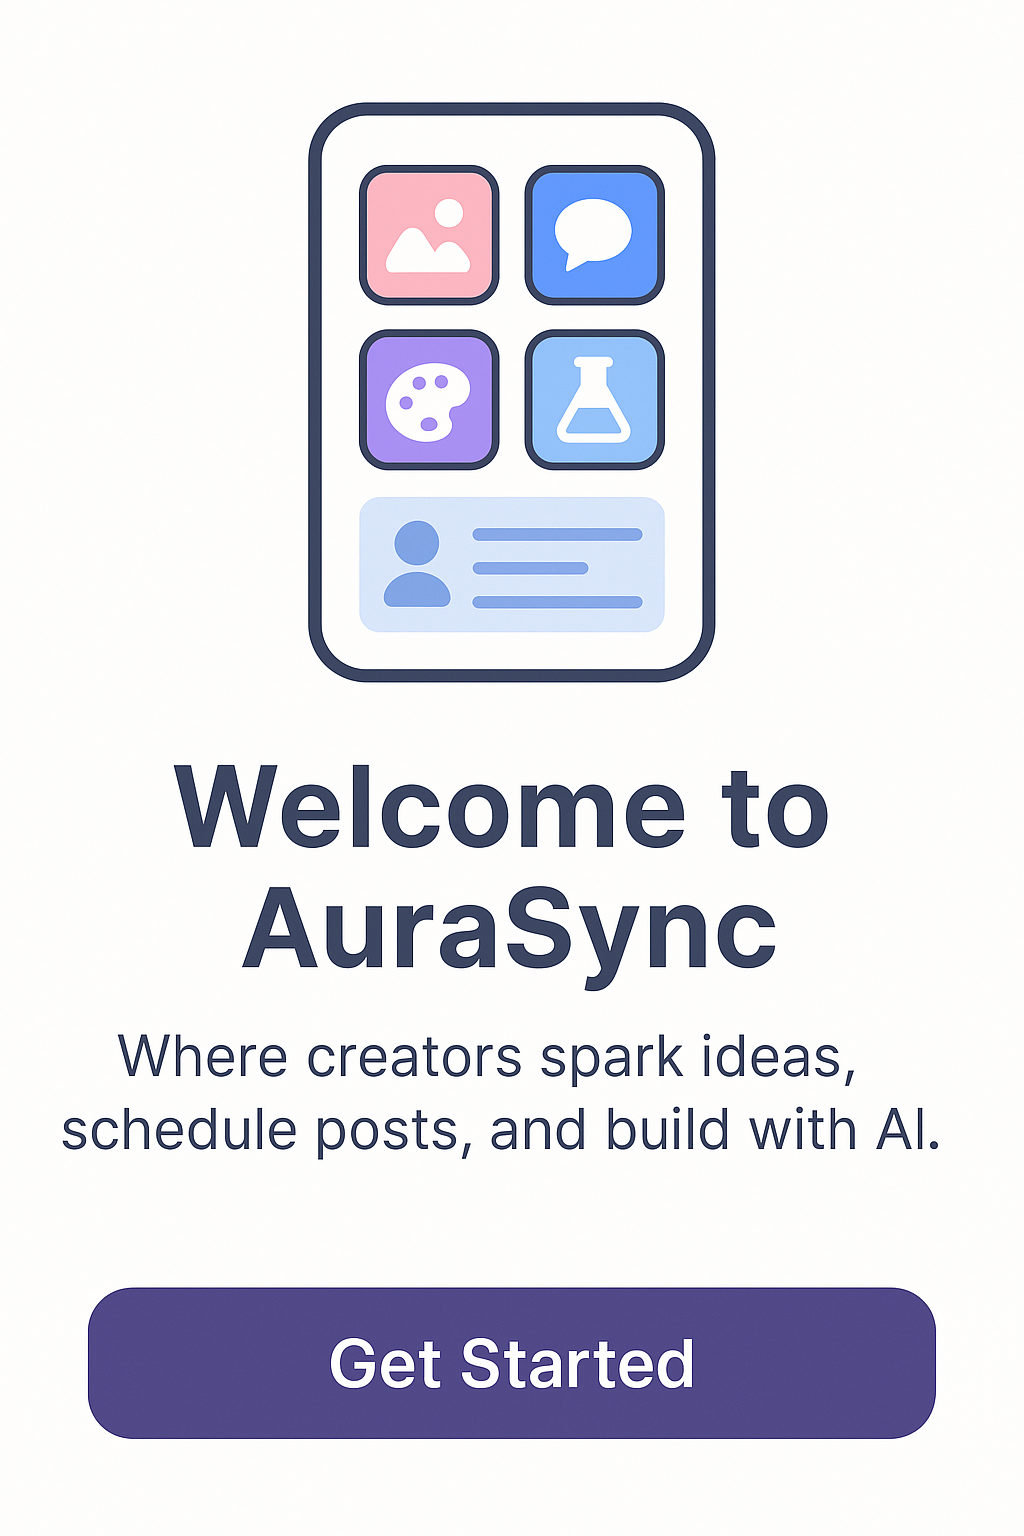 Welcome to
AuraSync
Where creators spark ideas,
schedule posts, and build with AI.
Get Started